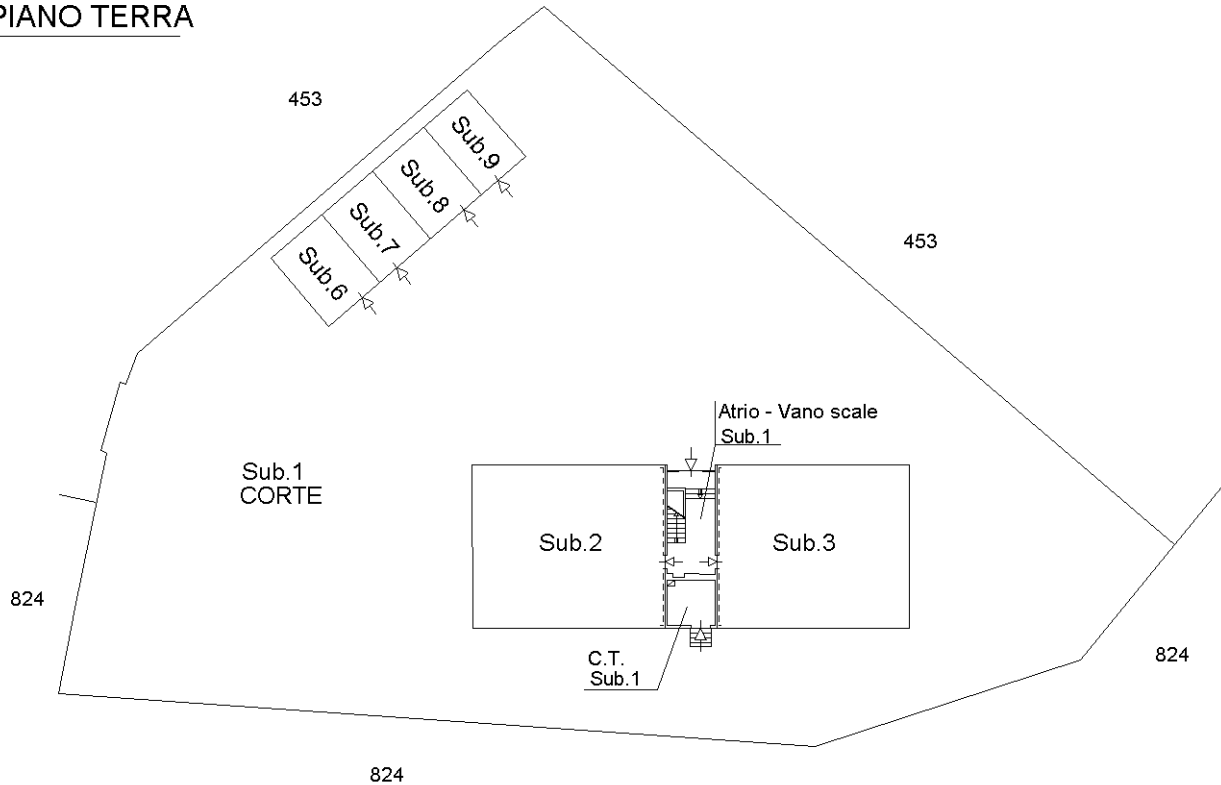 PIANO TERRA
453
Sub.9
Sub.8
Sub.7
Sub.6
453
Atrio - Vano scale
Sub.1
Sub.1
CORTE
Sub.2
Sub.3
824
C.T.
Sub.1
824
824